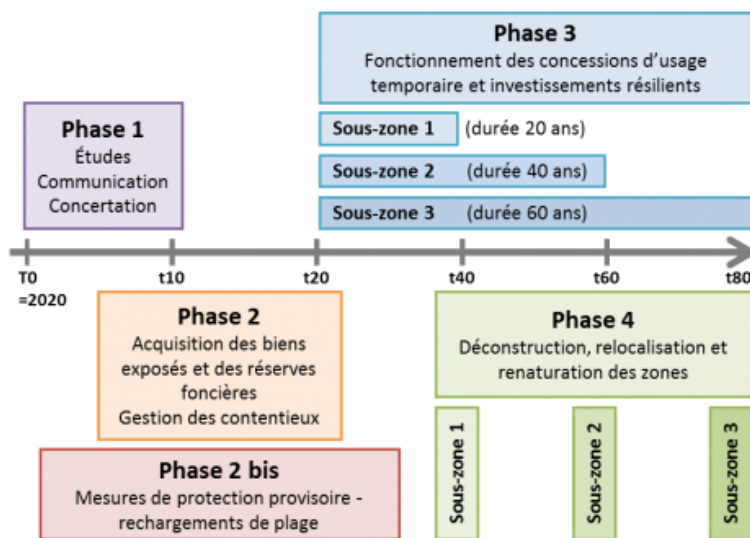 Phase 3
Fonctionnement des concessions d’usage
temporaire et investissements résilients
Phase 1
Études
Communication
Concertation
Sous-zone 1 (durée 20 ans)
Sous-zone 2 (durée 40 ans)
Sous-zone 3 (durée 60 ans)
T0 t10 t20 t40 t60 t80
=2020
Phase 2
Acquisition des biens
exposés et des réserves
foncières
Gestion des contentieux
Phase 4
Déconstruction, relocalisation et
renaturation des zones
Phase 2 bis
Mesures de protection provisoire -
rechargements de plage
Sous-zone 1
Sous-zone 2
Sous-zone 3